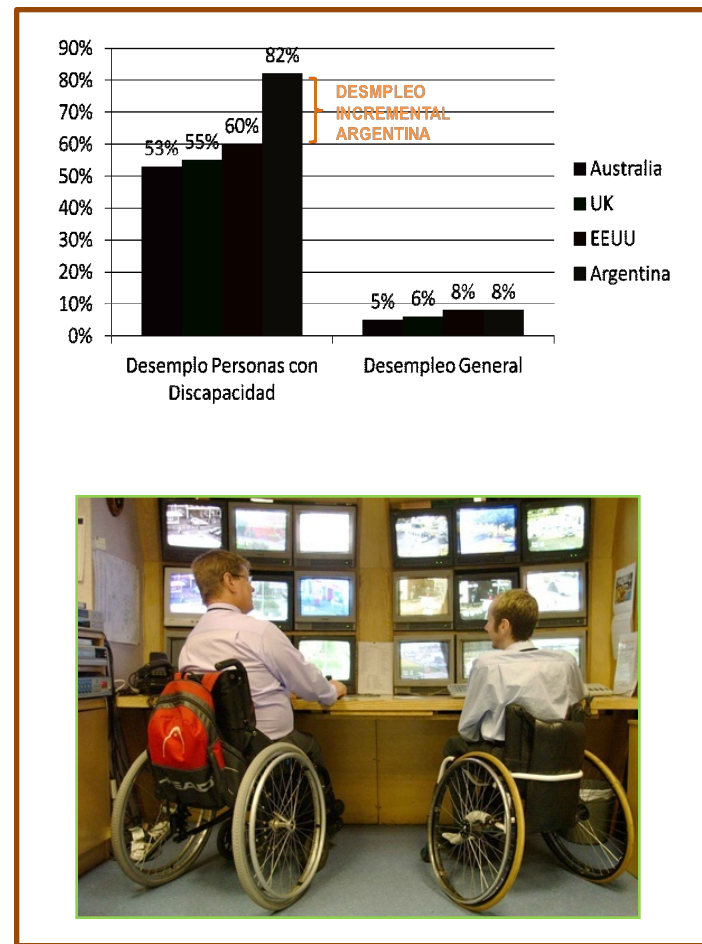 90%
80%
70%
60%
50%
40%
30%
20%
10%
0%
53%
55%
60%
82%
DESMPLEO
INCREMENTAL
ARGENTINA
5%
6%
8%
8%
Desemplo Personas con
Discapacidad
Desempleo General
Australia
UK
EEUU
Argentina
HEAD